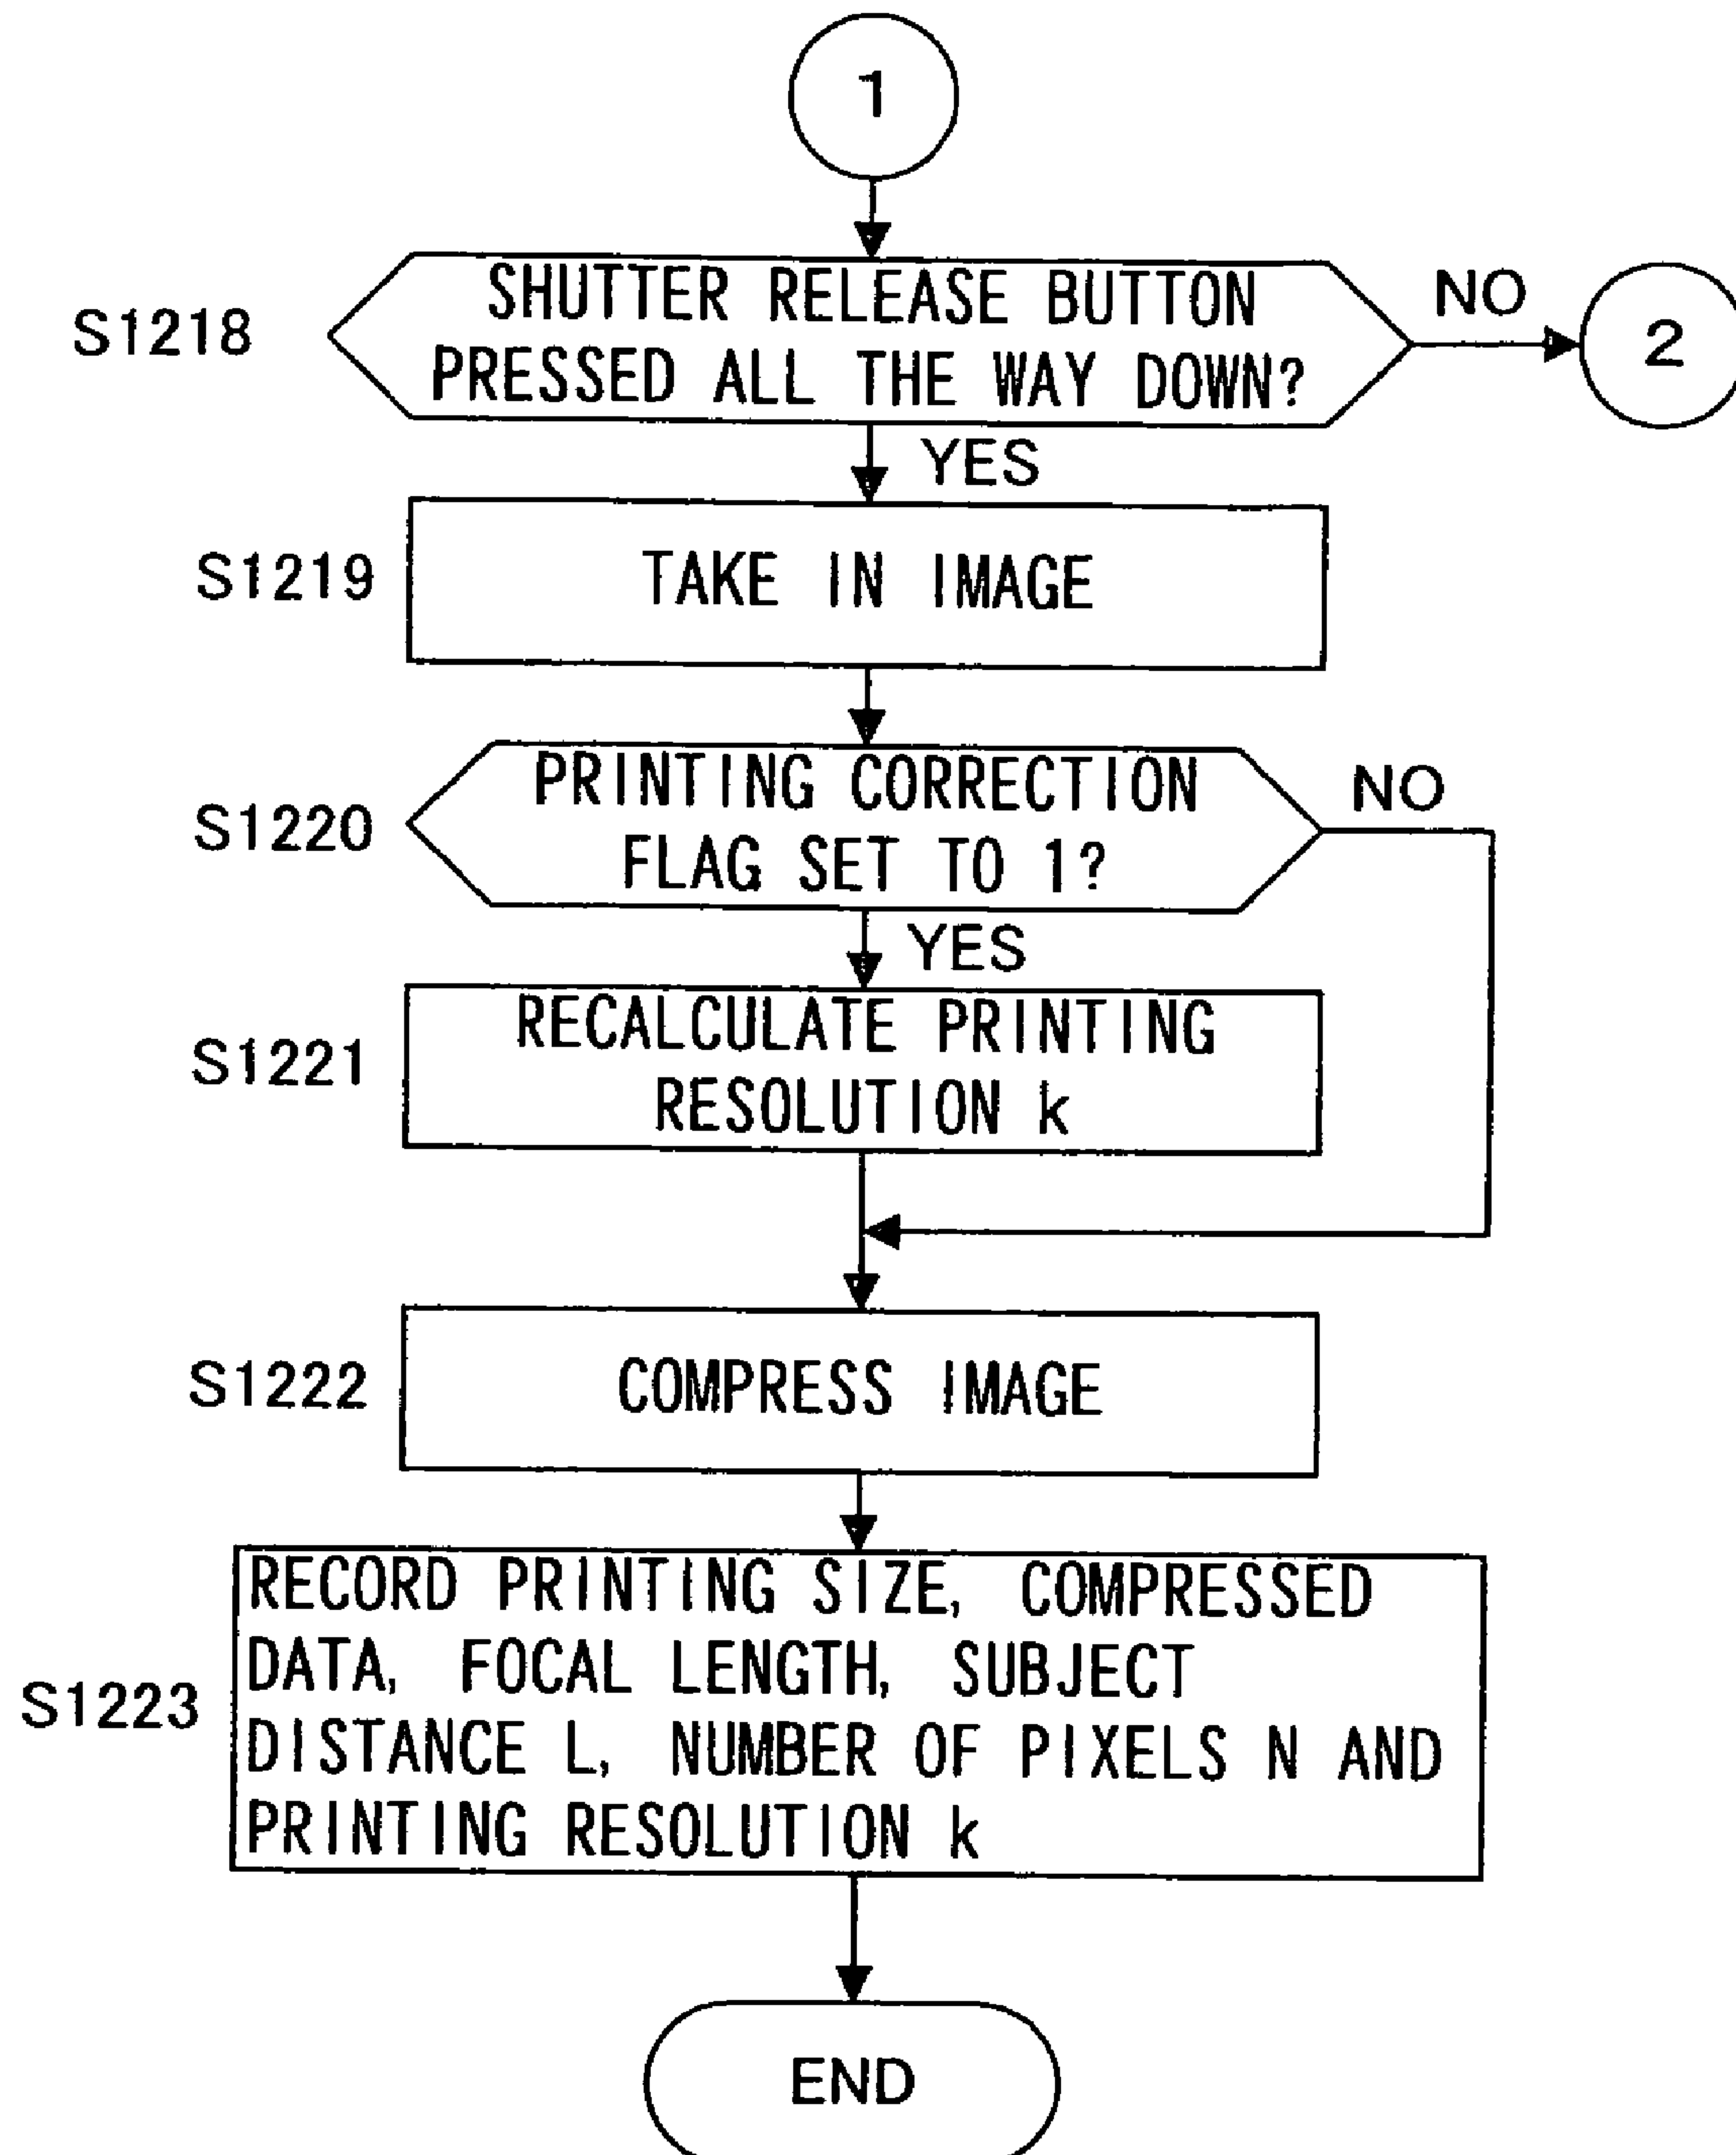 1
S1218
SHUTTER RELEASE BUTTON
PRESSED ALL THE WAY DOWN?
NO
2
YES
S1219
TAKE IN IMAGE
S1220
PRINTING CORRECTION
FLAG SET TO 1?
NO
YES
S1221
RECALCULATE PRINTING
RESOLUTION k
S1222
COMPRESS IMAGE
S1223
RECORD PRINTING SIZE, COMPRESSED
DATA, FOCAL LENGTH, SUBJECT
DISTANCE L, NUMBER OF PIXELS N AND
PRINTING RESOLUTION k
END